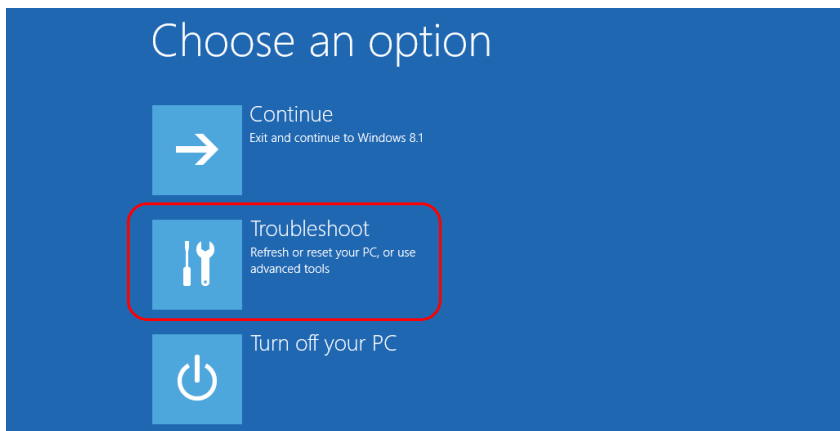 Choose an option
Continue
Exit and continue to Windows 8.1
Troubleshoot
Refresh or reset your PC, or use
advanced tools
Turn off your PC